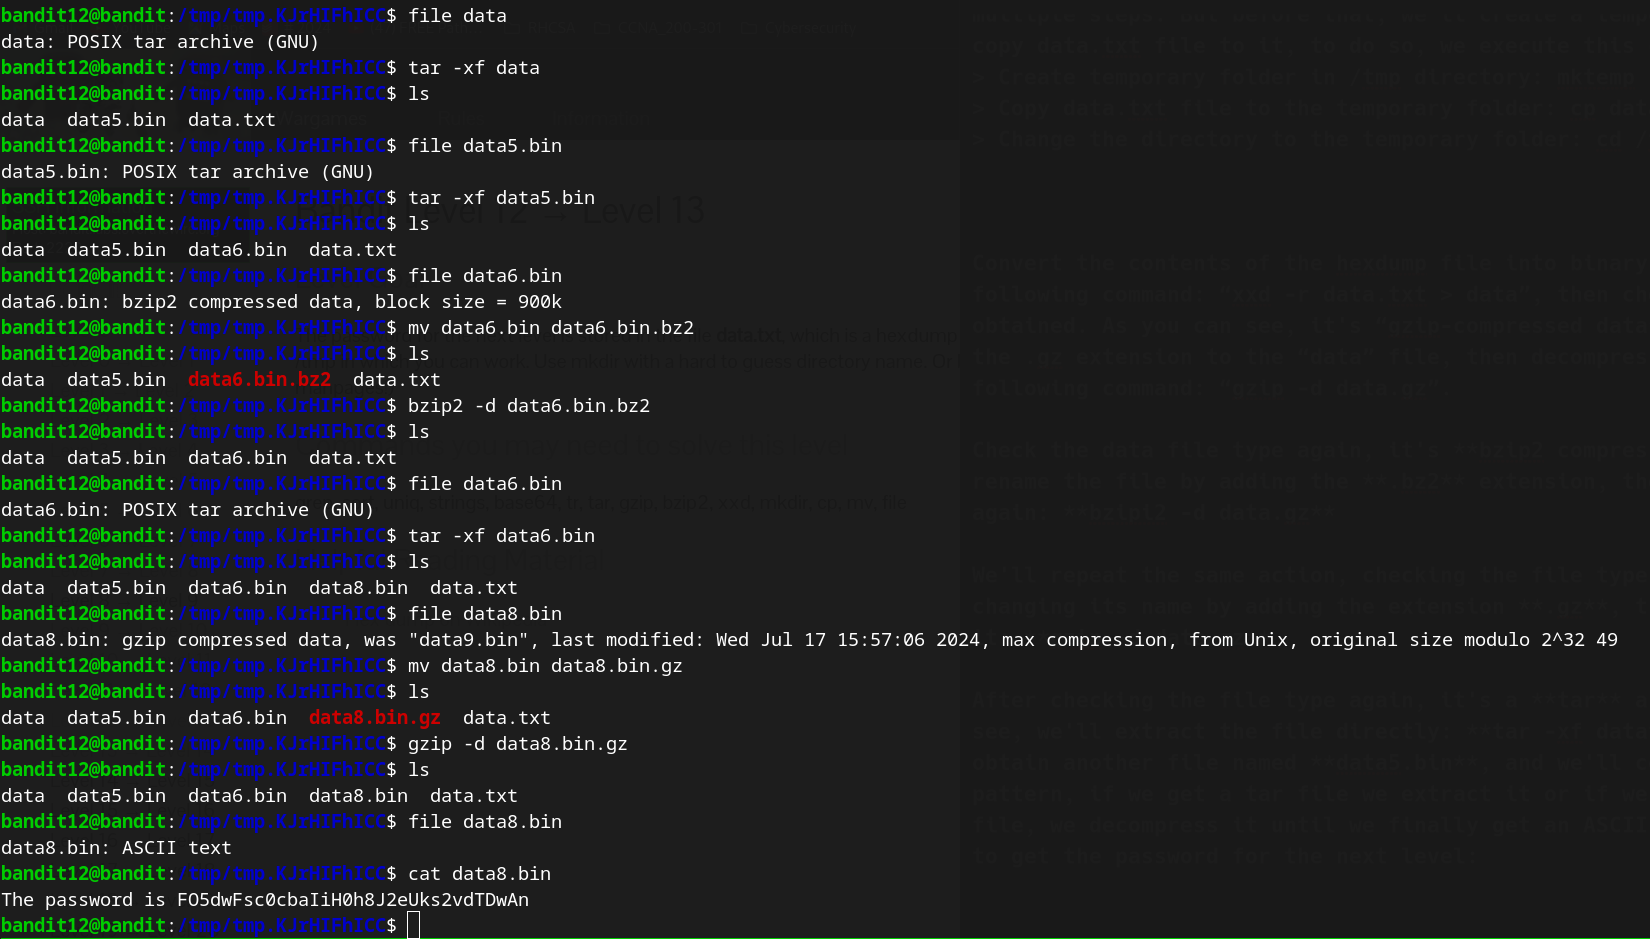 bandit12@bandit:/tmp/tmp.KJrHIFhICC$ file data
data: POSIX tar archive (GNU)
bandit12@bandit:/tmp/tmp.KJrHIFhICC$ tar -xf data
bandit12@bandit:/tmp/tmp.KJrHIFhICC$ ls
data  data5.bin  data.txt
bandit12@bandit:/tmp/tmp.KJrHIFhICC$ file data5.bin
data5.bin: POSIX tar archive (GNU)
bandit12@bandit:/tmp/tmp.KJrHIFhICC$ tar -xf data5.bin
bandit12@bandit:/tmp/tmp.KJrHIFhICC$ ls
data  data5.bin  data6.bin  data.txt
bandit12@bandit:/tmp/tmp.KJrHIFhICC$ file data6.bin
data6.bin: bzip2 compressed data, block size = 900k
bandit12@bandit:/tmp/tmp.KJrHIFhICC$ mv data6.bin data6.bin.bz2
bandit12@bandit:/tmp/tmp.KJrHIFhICC$ ls
data  data5.bin  data6.bin.bz2  data.txt
bandit12@bandit:/tmp/tmp.KJrHIFhICC$ bzip2 -d data6.bin.bz2
bandit12@bandit:/tmp/tmp.KJrHIFhICC$ ls
data  data5.bin  data6.bin  data.txt
bandit12@bandit:/tmp/tmp.KJrHIFhICC$ file data6.bin
data6.bin: POSIX tar archive (GNU)
bandit12@bandit:/tmp/tmp.KJrHIFhICC$ tar -xf data6.bin
bandit12@bandit:/tmp/tmp.KJrHIFhICC$ ls
data  data5.bin  data6.bin  data8.bin  data.txt
bandit12@bandit:/tmp/tmp.KJrHIFhICC$ file data8.bin
data8.bin: gzip compressed data, was "data9.bin", last modified: Wed Jul 17 15:57:06 2024, max compression, from Unix, original size modulo 2^32 49
bandit12@bandit:/tmp/tmp.KJrHIFhICC$ mv data8.bin data8.bin.gz
bandit12@bandit:/tmp/tmp.KJrHIFhICC$ ls
data  data5.bin  data6.bin  data8.bin.gz  data.txt
bandit12@bandit:/tmp/tmp.KJrHIFhICC$ gzip -d data8.bin.gz
bandit12@bandit:/tmp/tmp.KJrHIFhICC$ ls
data  data5.bin  data6.bin  data8.bin  data.txt
bandit12@bandit:/tmp/tmp.KJrHIFhICC$ file data8.bin
data8.bin: ASCII text
bandit12@bandit:/tmp/tmp.KJrHIFhICC$ cat data8.bin
The password is FO5dwFsc0cbaIiH0h8J2eUks2vdTDwAn
bandit12@bandit:/tmp/tmp.KJrHIFhICC$